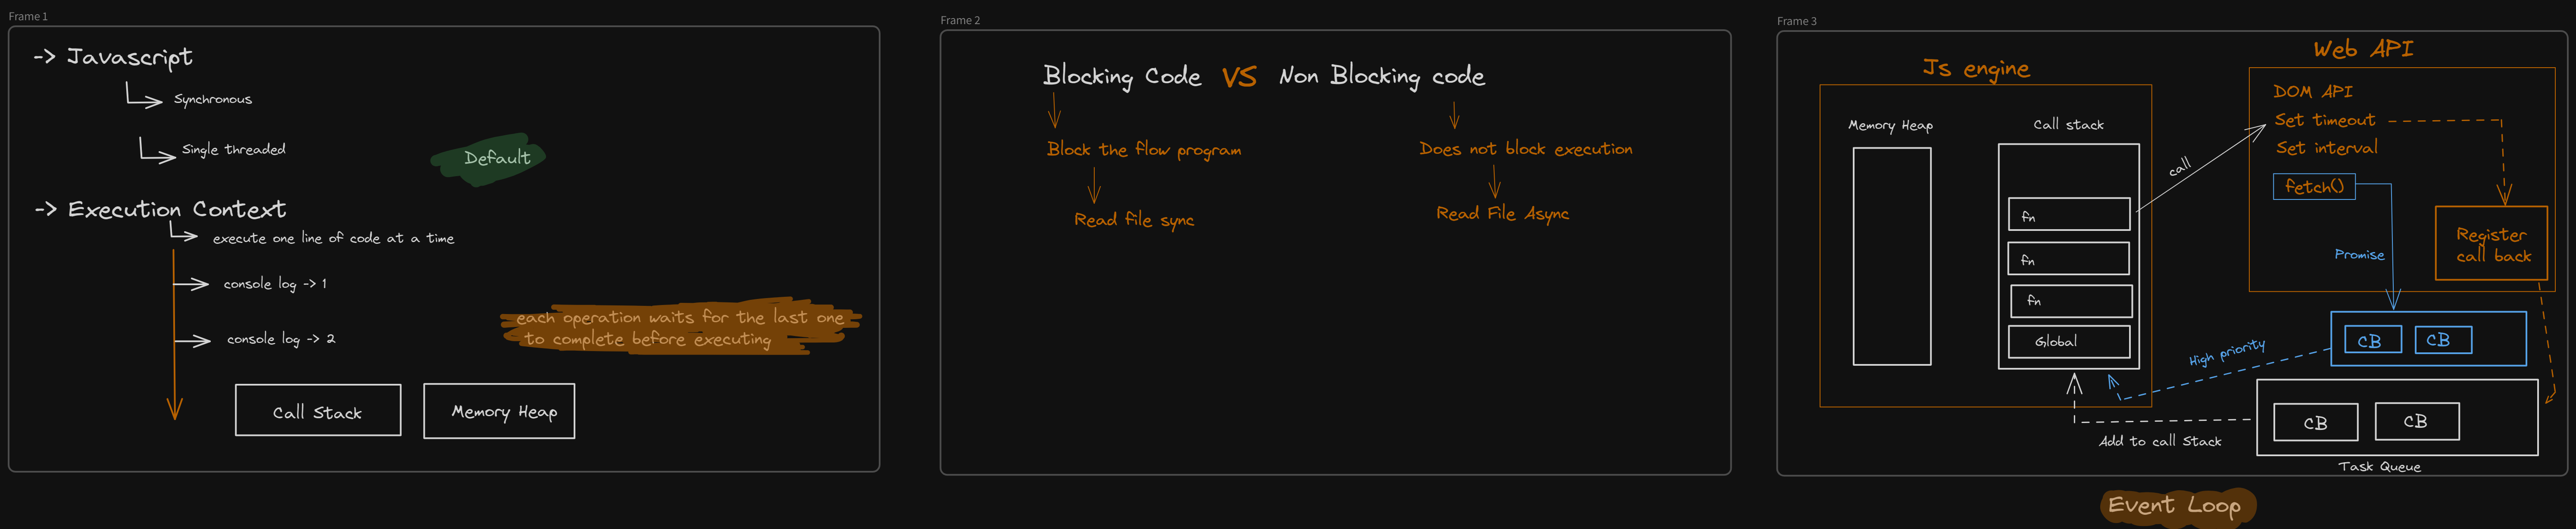 Frame 1
-> Javascript
Synchronous
Single threaded
Default
-> Execution Context
execute one line of code at a time
console log -> 1
console log -> 2
each operation waits for the last one
to complete before executing
Call Stack
Memory Heap
Frame 2
Blocking Code VS Non Blocking code
Block the flow program
Does not block execution
Read file sync
Read File Async
Frame 3
Js engine
Memory Heap
Call stack
fn
fn
fn
Global
call
Web API
DOM API
Set timeout
Set interval
fetch()
Register
call back
Promise
CB
CB
High priority
CB
CB
Add to call Stack
Task Queue
Event Loop